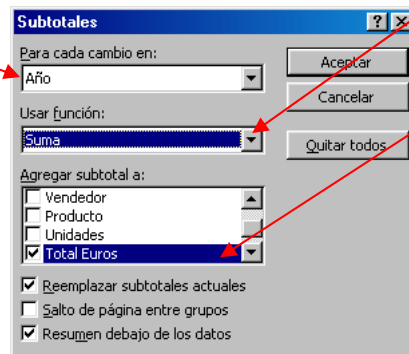 Subtotales
Para cada cambio en:
Año
Usar función:
Suma
Agregar subtotal a:
Vendedor
Producto
Unidades
Total Euros
Reemplazar subtotales actuales
Salto de página entre grupos
Resumen debajo de los datos
Aceptar
Cancelar
Quitar todos